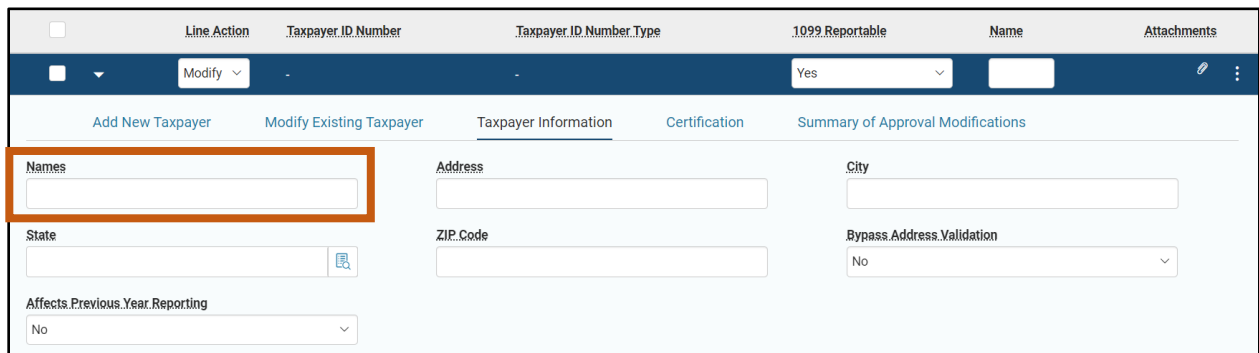 Line Action Taxpayer ID Number Taxpayer ID Number Type 1099 Reportable Name Attachments
Modify - - Yes
Add New Taxpayer Modify Existing Taxpayer Taxpayer Information Certification Summary of Approval Modifications
Names Address City
State ZIP Code Bypass Address Validation
No
Affects Previous Year Reporting
No